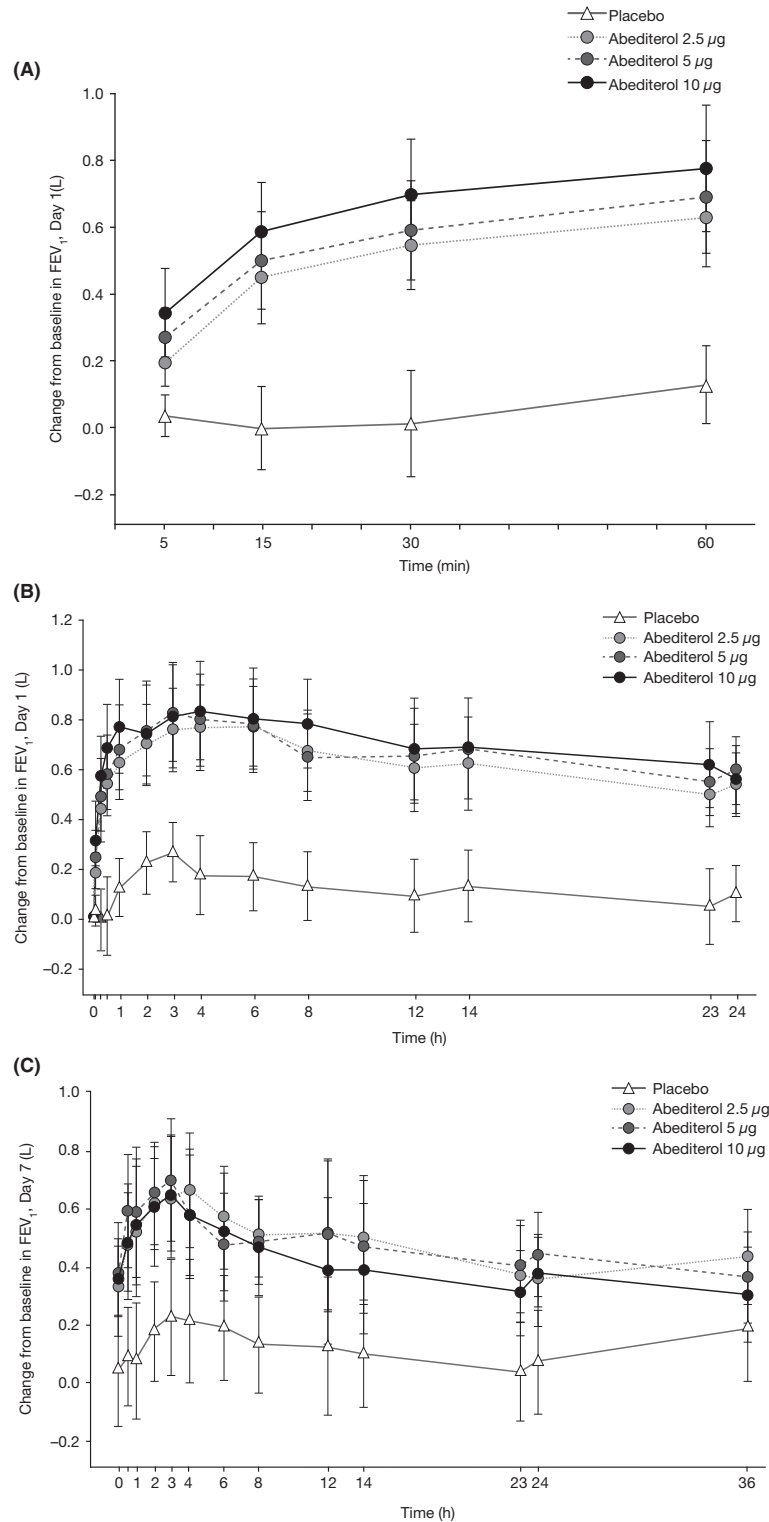 Placebo
Abediterol 2.5 µg
Abediterol 5 µg
Abediterol 10 µg
(A)
1.0
0.8
0.6
0.4
0.2
0.0
–0.2
Change from baseline in FEV1, Day 1(L)
5 15 30 60
Time (min)
(B)
1.2
1.0
0.8
0.6
0.4
0.2
0.0
–0.2
Change from baseline in FEV1, Day 1 (L)
Placebo
Abediterol 2.5 µg
Abediterol 5 µg
Abediterol 10 µg
0 1 2 3 4 6 8 12 14 23 24
Time (h)
(C)
1.0
0.8
0.6
0.4
0.2
0.0
–0.2
Change from baseline in FEV1, Day 7 (L)
Placebo
Abediterol 2.5 µg
Abediterol 5 µg
Abediterol 10 µg
0 1 2 3 4 6 8 12 14 23 24 36
Time (h)